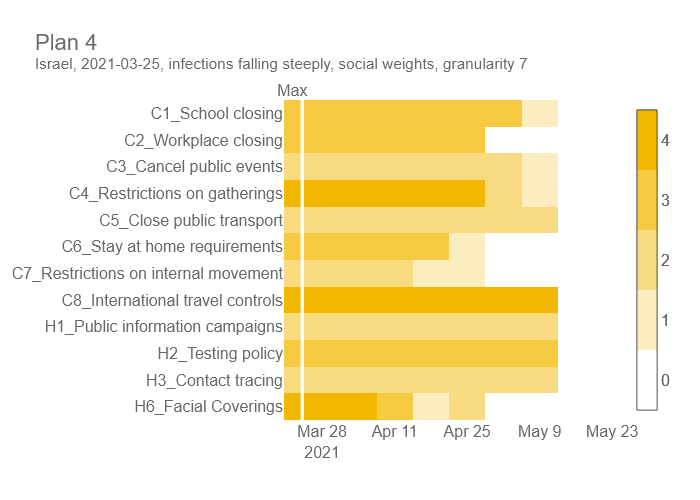 Plan 4
Israel, 2021-03-25, infections falling steeply, social weights, granularity 7
Max
C1_School closing
C2_Workplace closing
C3_Cancel public events
C4_Restrictions on gatherings
C5_Close public transport
C6_Stay at home requirements
C7_Restrictions on internal movement
C8_International travel controls
H1_Public information campaigns
H2_Testing policy
H3_Contact tracing
H6_Facial Coverings
Mar 28 Apr 11 Apr 25 May 9 May 23
2021
4
3
2
1
0